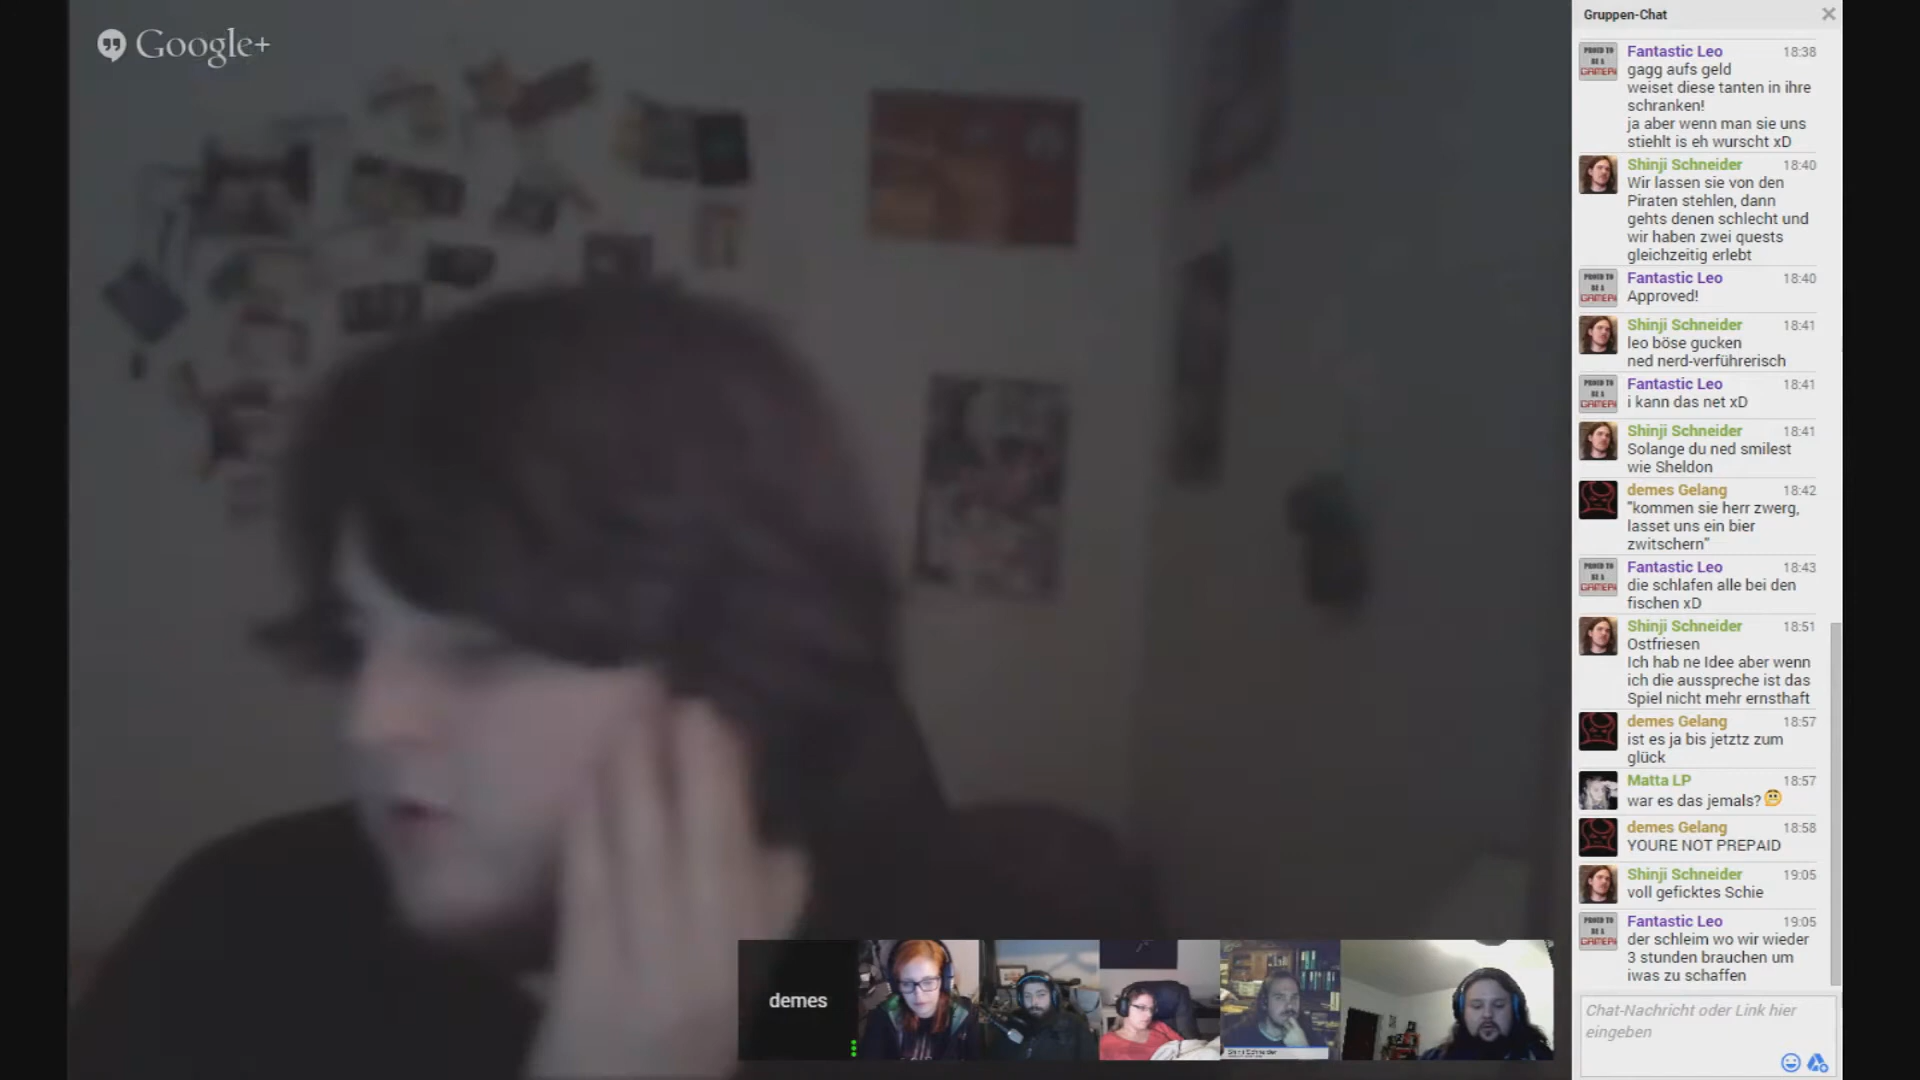 Google+
Gruppen-Chat
Fantastic Leo 18:38
gagg aufs geld
weiset diese tanten in ihre
schranken!
ja aber wenn man sie uns
stiehlt is eh wurscht xD
Shinji Schneider 18:40
Wir lassen sie von den
Piraten stehlen, dann
gehts denen schlecht und
wir haben zwei quests
gleichzeitig erlebt
Fantastic Leo 18:40
Approved!
Shinji Schneider 18:41
leo böse gucken
ned nerd-verführerisch
Fantastic Leo 18:41
i kann das net xD
Shinji Schneider 18:41
Solange du ned smilest
wie Sheldon
demes Gelang 18:42
"kommen sie herr zwerg,
lasset uns ein bier
zwitschern"
Fantastic Leo 18:43
die schlafen alle bei den
fischen xD
Shinji Schneider 18:51
Ostfriesen
Ich hab ne Idee aber wenn
ich die ausspreche ist das
Spiel nicht mehr ernsthaft
demes Gelang 18:57
ist es ja bis jetztz zum
glück
Matta LP 18:57
war es das jemals?
demes Gelang 18:58
YOURE NOT PREPAID
Shinji Schneider 19:05
voll geficktes Schie
Fantastic Leo 19:05
der schleim wo wir wieder
3 stunden brauchen um
iwas zu schaffen
Chat-Nachricht oder Link hier
eingeben
demes
Shinji Schneider
PROUD TO
BE A
GAMER